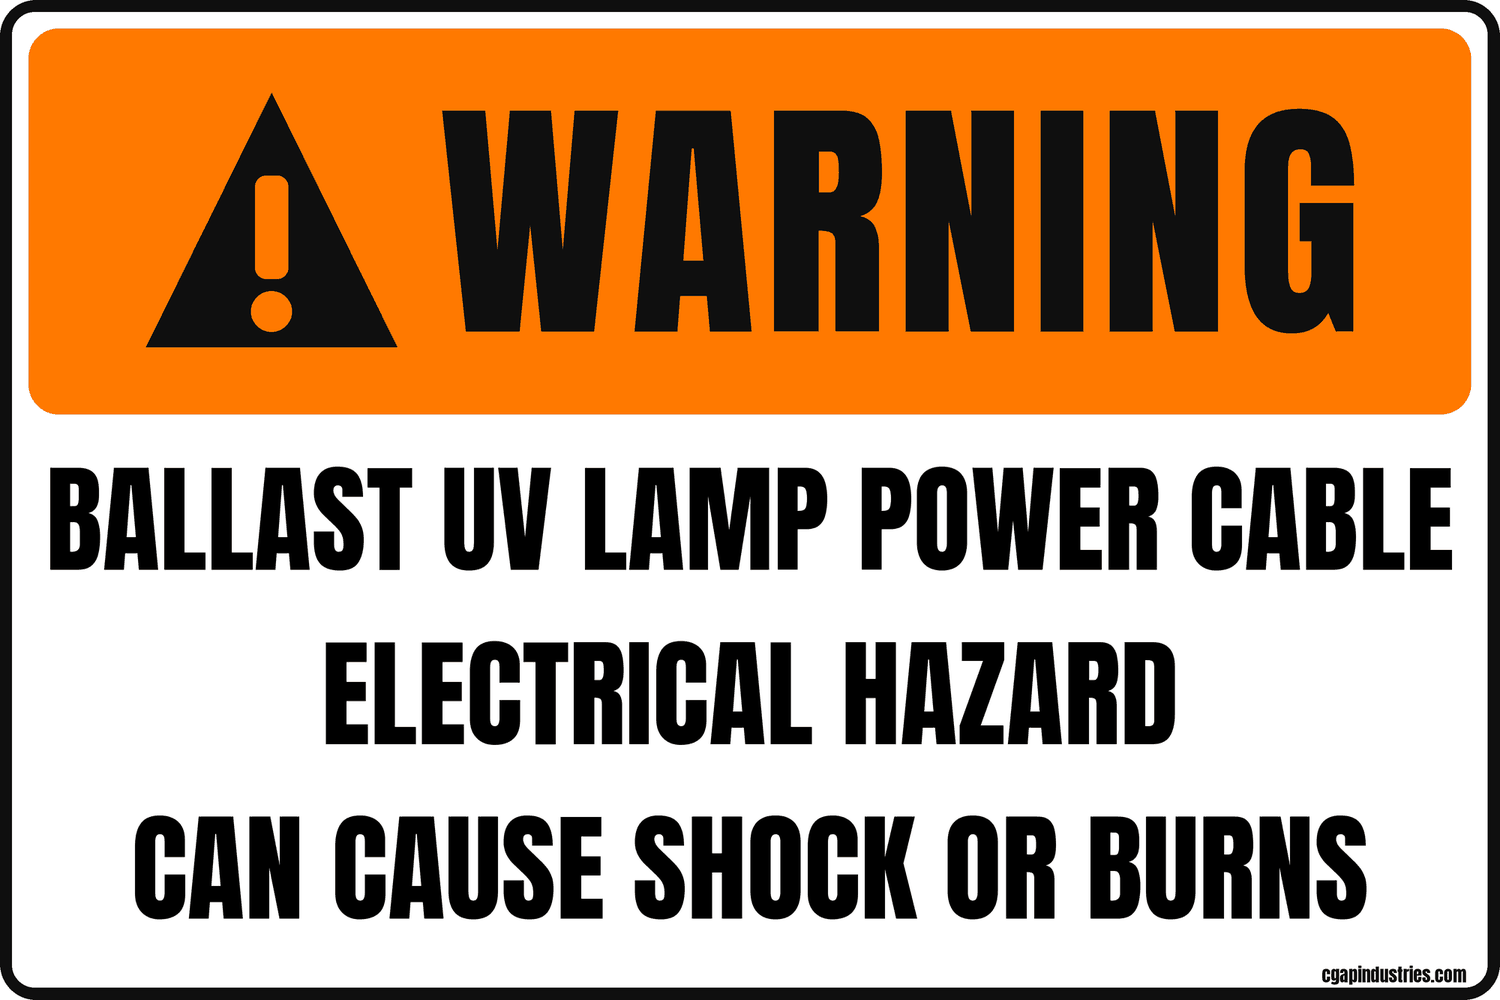 WARNING
BALLAST UV LAMP POWER CABLE
ELECTRICAL HAZARD
CAN CAUSE SHOCK OR BURNS
cgapindustries.com